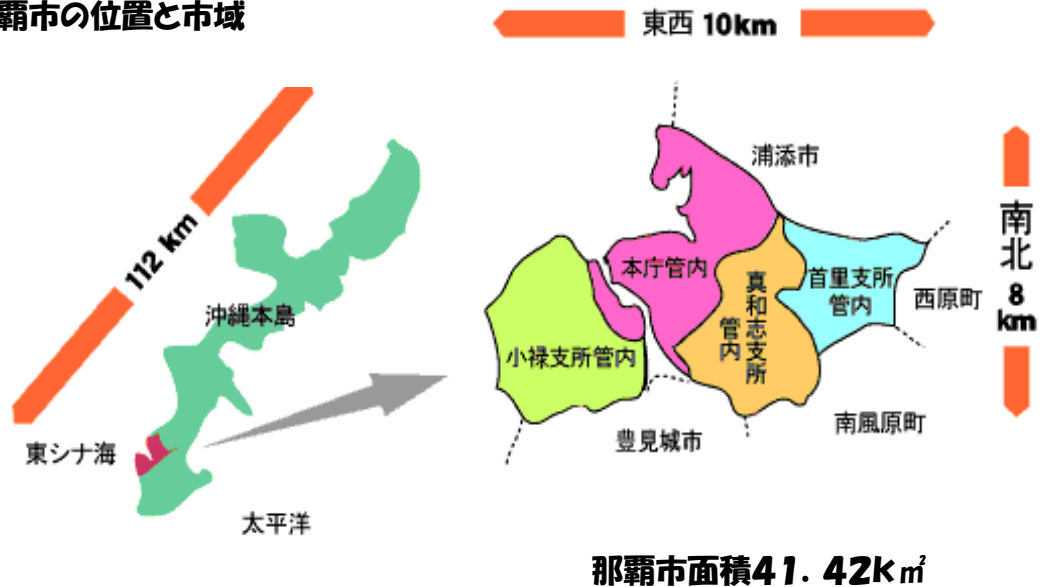 覇市の位置と市域
東西 10km
112 km
沖縄本島
東シナ海
太平洋
浦添市
南北 8 km
本庁管内
真和志支所管内
首里支所
管内
西原町
小禄支所管内
南風原町
豊見城市
那覇市面積41.42K㎡